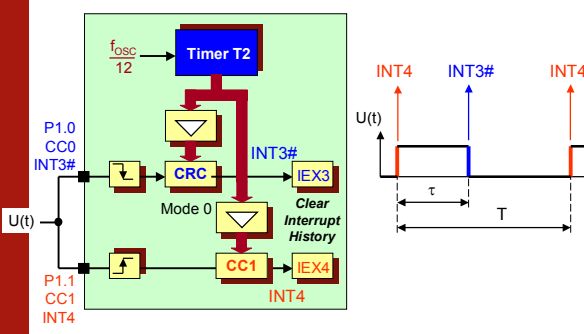 fOSC
12
Timer T2
P1.0
CC0
INT3#
CRC
INT3#
IEX3
Mode 0
Clear
Interrupt
History
U(t)
P1.1
CC1
INT4
CC1
IEX4
INT4
INT4
INT3#
INT4
U(t)
τ
T